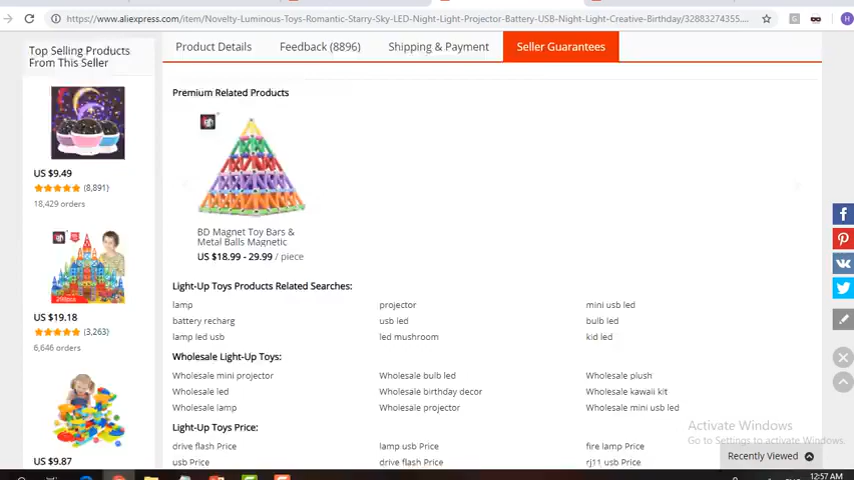 https://www.aliexpress.com/item/Novelty-Luminous-Toys-Romantic-Starry-Sky-LED-Night-Light-Projector-Battery-USB-Night-Light-Creative-Birthday/32883274355....
Top Selling Products
From This Seller
Product Details
Feedback (8896)
Shipping & Payment
Seller Guarantees
Premium Related Products
US $9.49
(8,891)
18,429 orders
BD Magnet Toy Bars &
Metal Balls Magnetic
US $18.99 - 29.99 / piece
US $19.18
(3,263)
6,646 orders
US $9.87
Light-Up Toys Products Related Searches:
lamp projector mini usb led
battery recharg usb led bulb led
lamp led usb led mushroom kid led
Wholesale Light-Up Toys:
Wholesale mini projector Wholesale bulb led Wholesale plush
Wholesale led Wholesale birthday decor Wholesale kawaii kit
Wholesale lamp Wholesale projector Wholesale mini usb led
Light-Up Toys Price:
drive flash Price lamp usb Price fire lamp Price
usb Price drive flash Price rj11 usb Price
Activate Windows
Go to Settings to activate Windows.
Recently Viewed
12:57 AM